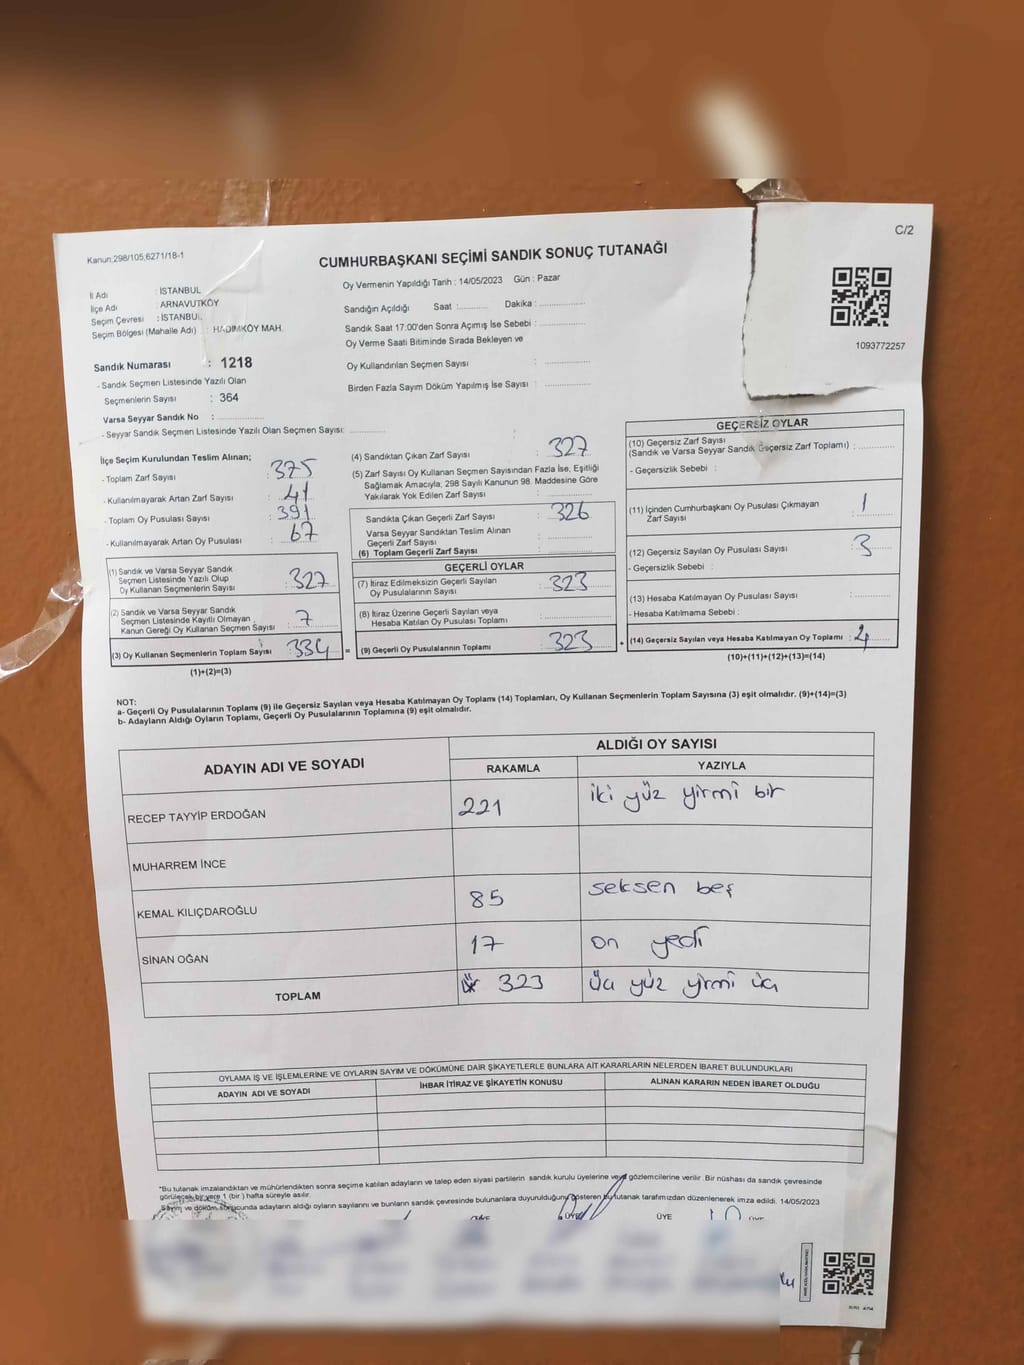 C/2
Kanun;298/105,6271/18-1
CUMHURBAŞKANI SEÇİMİ SANDIK SONUÇ TUTANAĞI
1093772257
İl Adı : İSTANBUL
İlçe Adı : ARNAVUTKÖY
Seçim Çevresi : İSTANBUL
Seçim Bölgesi (Mahalle Adı) : HADIMKÖY MAH.
Sandık Numarası : 1218
- Sandık Seçmen Listesinde Yazılı Olan
Seçmenlerin Sayısı : 364
Varsa Seyyar Sandık No : ...............
- Seyyar Sandık Seçmen Listesinde Yazılı Olan Seçmen Sayısı: ...............
Oy Vermenin Yapıldığı Tarih : 14/05/2023 Gün : Pazar
Sandığın Açıldığı Saat :........... Dakika : ...............
Sandık Saat 17:00'den Sonra Açımış İse Sebebi : ...............
Oy Verme Saati Bitiminde Sırada Bekleyen ve
Oy Kullandırılan Seçmen Sayısı : ...............
Birden Fazla Sayım Döküm Yapılmış İse Sayısı : ...............
İlçe Seçim Kurulundan Teslim Alınan;
- Toplam Zarf Sayısı : 375
- Kullanılmayarak Artan Zarf Sayısı : 41
- Toplam Oy Pusulası Sayısı : 391
- Kullanılmayarak Artan Oy Pusulası : 67
(1) Sandık ve Varsa Seyyar Sandık
Seçmen Listesinde Yazılı Olup
Oy Kullanan Seçmenlerin Sayısı : 327
(2) Sandık ve Varsa Seyyar Sandık
Seçmen Listesinde Kayıtlı Olmayan
Kanun Gereği Oy Kullanan Seçmen Sayısı : 7
(3) Oy Kullanan Seçmenlerin Toplam Sayısı : 334 =
(1)+(2)=(3)
(4) Sandıktan Çıkan Zarf Sayısı : 327
(5) Zarf Sayısı Oy Kullanan Seçmen Sayısından Fazla İse, Eşitliği
Sağlamak Amacıyla; 298 Sayılı Kanunun 98. Maddesine Göre
Yakılarak Yok Edilen Zarf Sayısı : ...............
Sandıkta Çıkan Geçerli Zarf Sayısı : 326
Varsa Seyyar Sandıktan Teslim Alınan
Geçerli Zarf Sayısı : ...............
(6) Toplam Geçerli Zarf Sayısı : ...............
GEÇERLİ OYLAR
(7) İtiraz Edilmeksizin Geçerli Sayılan
Oy Pusulalarının Sayısı : 323
(8) İtiraz Üzerine Geçerli Sayılan veya
Hesaba Katılan Oy Pusulası Toplamı : ...............
(9) Geçerli Oy Pusulalarının Toplamı : 323 +
GEÇERSİZ OYLAR
(10) Geçersiz Zarf Sayısı
(Sandık ve Varsa Seyyar Sandık Geçersiz Zarf Toplamı) : ...............
- Geçersizlik Sebebi :
(11) İçinden Cumhurbaşkanı Oy Pusulası Çıkmayan
Zarf Sayısı : 1
(12) Geçersiz Sayılan Oy Pusulası Sayısı : 3
- Geçersizlik Sebebi :
(13) Hesaba Katılmayan Oy Pusulası Sayısı : ...............
- Hesaba Katılmama Sebebi :
(14) Geçersiz Sayılan veya Hesaba Katılmayan Oy Toplamı : 4
(10)+(11)+(12)+(13)=(14)
NOT:
a- Geçerli Oy Pusulalarının Toplamı (9) ile Geçersiz Sayılan veya Hesaba Katılmayan Oy Toplamı (14) Toplamları, Oy Kullanan Seçmenlerin Toplam Sayısına (3) eşit olmalıdır. (9)+(14)=(3)
b- Adayların Aldığı Oyların Toplamı, Geçerli Oy Pusulalarının Toplamına (9) eşit olmalıdır.
ADAYIN ADI VE SOYADI ALDIĞI OY SAYISI
RAKAMLA YAZIYLA
RECEP TAYYİP ERDOĞAN 221 iki yüz yirmi bir
MUHARREM İNCE
KEMAL KILIÇDAROĞLU 85 seksen beş
SİNAN OĞAN 17 on yedi
TOPLAM 323 üç yüz yirmi üç
OYLAMA İŞ VE İŞLEMLERİNE VE OYLARIN SAYIM VE DÖKÜMÜNE DAİR ŞİKAYETLERLE BUNLARA AİT KARARLARIN NELERDEN İBARET BULUNDUKLARI
ADAYIN ADI VE SOYADI İHBAR İTİRAZ VE ŞİKAYETİN KONUSU ALINAN KARARIN NEDEN İBARET OLDUĞU
*Bu tutanak imzalandıktan ve mühürlendikten sonra seçime katılan adayların ve talep eden siyasi partilerin sandık kurulu üyelerine veya gözlemcilerine verilir. Bir nüshası da sandık çevresinde
görülecek bir yere 1 (bir) hafta süreyle asılır.
Sayım ve döküm sonucunda adayların aldığı oyların sayılarını ve bunların sandık çevresinde bulunanlara duyurulduğunu gösteren bu tutanak tarafımızdan düzenlenerek imza edildi. 14/05/2023
ÜYE ÜYE ÜYE ÜYE